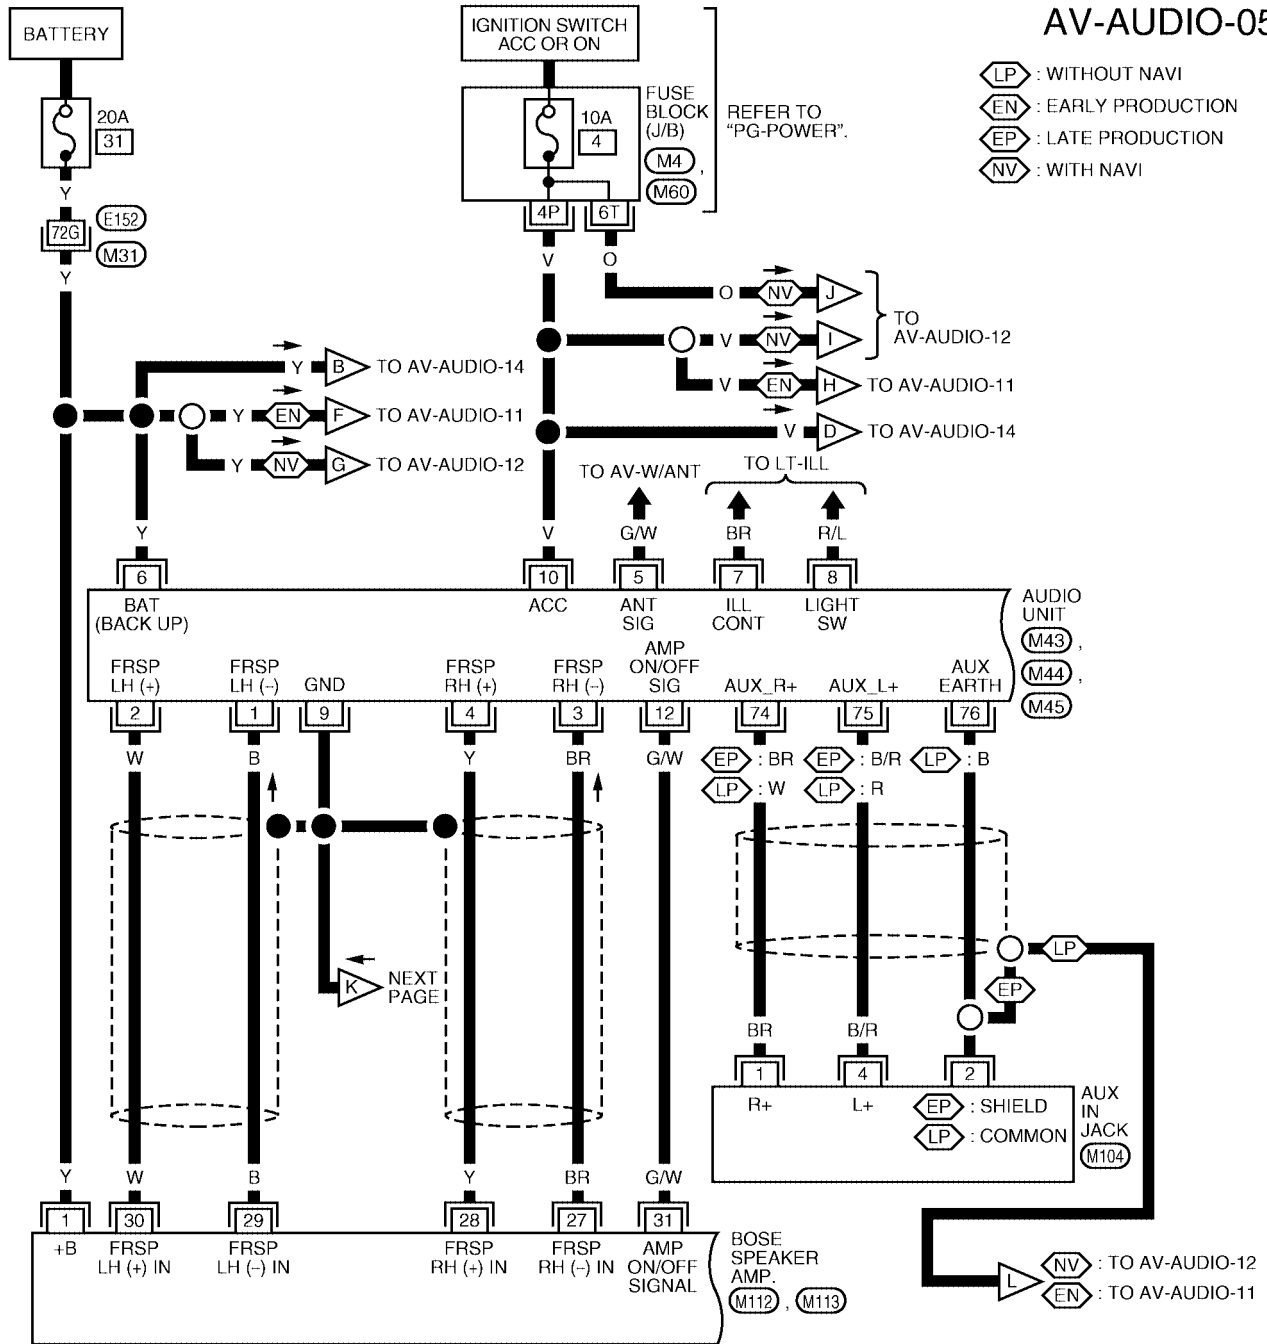 AV-AUDIO-05
BATTERY
IGNITION SWITCH
ACC OR ON
LP : WITHOUT NAVI
EN : EARLY PRODUCTION
EP : LATE PRODUCTION
NV : WITH NAVI
20A
31
10A
4
FUSE
BLOCK
(J/B)
M4 ,
M60
REFER TO
"PG-POWER".
Y
72G
E152
M31
Y
4P
6T
V
O
O NV J
V NV I
TO
AV-AUDIO-12
V EN H TO AV-AUDIO-11
V D TO AV-AUDIO-14
Y B TO AV-AUDIO-14
Y EN F TO AV-AUDIO-11
Y NV G TO AV-AUDIO-12
TO AV-W/ANT
TO LT-ILL
Y
V
G/W
BR
R/L
6
10
5
7
8
BAT
(BACK UP)
ACC
ANT
SIG
ILL
CONT
LIGHT
SW
AUDIO
UNIT
M43 ,
M44 ,
M45
FRSP
LH (+)
FRSP
LH (-)
GND
FRSP
RH (+)
FRSP
RH (-)
AMP
ON/OFF
SIG
AUX_R+
AUX_L+
AUX
EARTH
2
1
9
4
3
12
74
75
76
W
B
Y
BR
G/W
EP : BR
LP : W
EP : B/R
LP : R
LP : B
K NEXT
PAGE
LP
EP
BR
B/R
1
4
2
R+
L+
EP : SHIELD
LP : COMMON
AUX
IN
JACK
M104
Y
W
B
Y
BR
G/W
1
30
29
28
27
31
+B
FRSP
LH (+) IN
FRSP
LH (-) IN
FRSP
RH (+) IN
FRSP
RH (-) IN
AMP
ON/OFF
SIGNAL
BOSE
SPEAKER
AMP.
M112 , M113
L
NV : TO AV-AUDIO-12
EN : TO AV-AUDIO-11